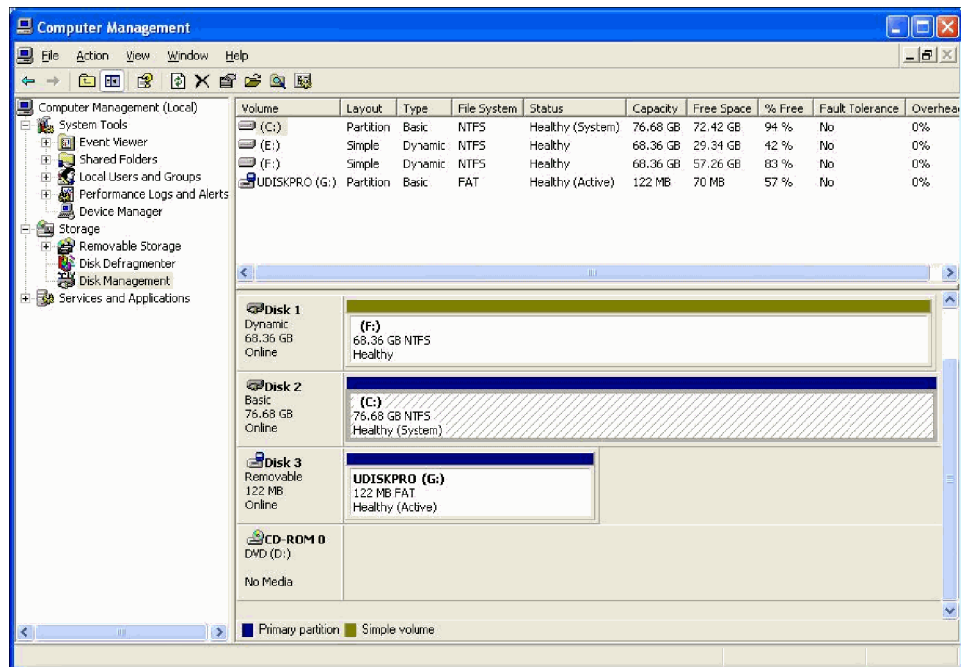 Computer Management
File Action View Window Help
Computer Management (Local)
System Tools
Event Viewer
Shared Folders
Local Users and Groups
Performance Logs and Alerts
Device Manager
Storage
Removable Storage
Disk Defragmenter
Disk Management
Services and Applications
Volume Layout Type File System Status Capacity Free Space % Free Fault Tolerance Overhea
(C:) Partition Basic NTFS Healthy (System) 76.68 GB 72.42 GB 94 % No 0%
(E:) Simple Dynamic NTFS Healthy 68.36 GB 29.34 GB 42 % No 0%
(F:) Simple Dynamic NTFS Healthy 68.36 GB 57.26 GB 83 % No 0%
UDISKPRO (G:) Partition Basic FAT Healthy (Active) 122 MB 70 MB 57 % No 0%
Disk 1
Dynamic
68.36 GB
Online
(F:)
68.36 GB NTFS
Healthy
Disk 2
Basic
76.68 GB
Online
(C:)
76.68 GB NTFS
Healthy (System)
Disk 3
Removable
122 MB
Online
UDISKPRO (G:)
122 MB FAT
Healthy (Active)
CD-ROM 0
DVD (D:)
No Media
Primary partition Simple volume